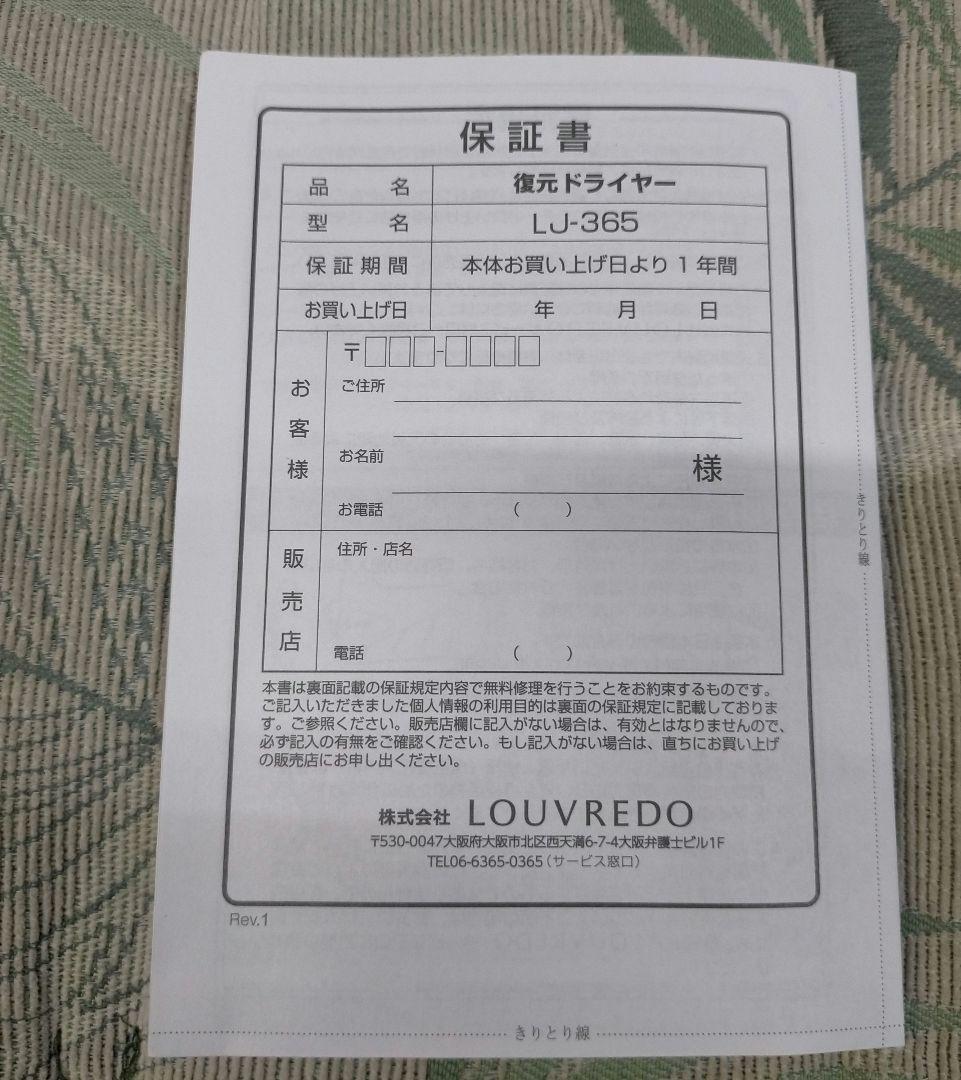 保証書
品名 復元ドライヤー
型名 LJ-365
保証期間 本体お買い上げ日より1年間
お買い上げ日 年 月 日
お客様
〒 -
ご住所
お名前 様
お電話 ( )
販売店
住所・店名
電話 ( )
本書は裏面記載の保証規定内容で無料修理を行うことをお約束するものです。
ご記入いただきました個人情報の利用目的は裏面の保証規定に記載しておりま
す。ご参照ください。販売店欄に記入がない場合は、有効とはなりませんので、
必ず記入の有無をご確認ください。もし記入がない場合は、直ちにお買い上げ
の販売店にお申し出ください。
株式会社 LOUVREDO
〒530-0047大阪府大阪市北区西天満6-7-4大阪弁護士ビル1F
TEL06-6365-0365(サービス窓口)
Rev.1
きりとり線
きりとり線